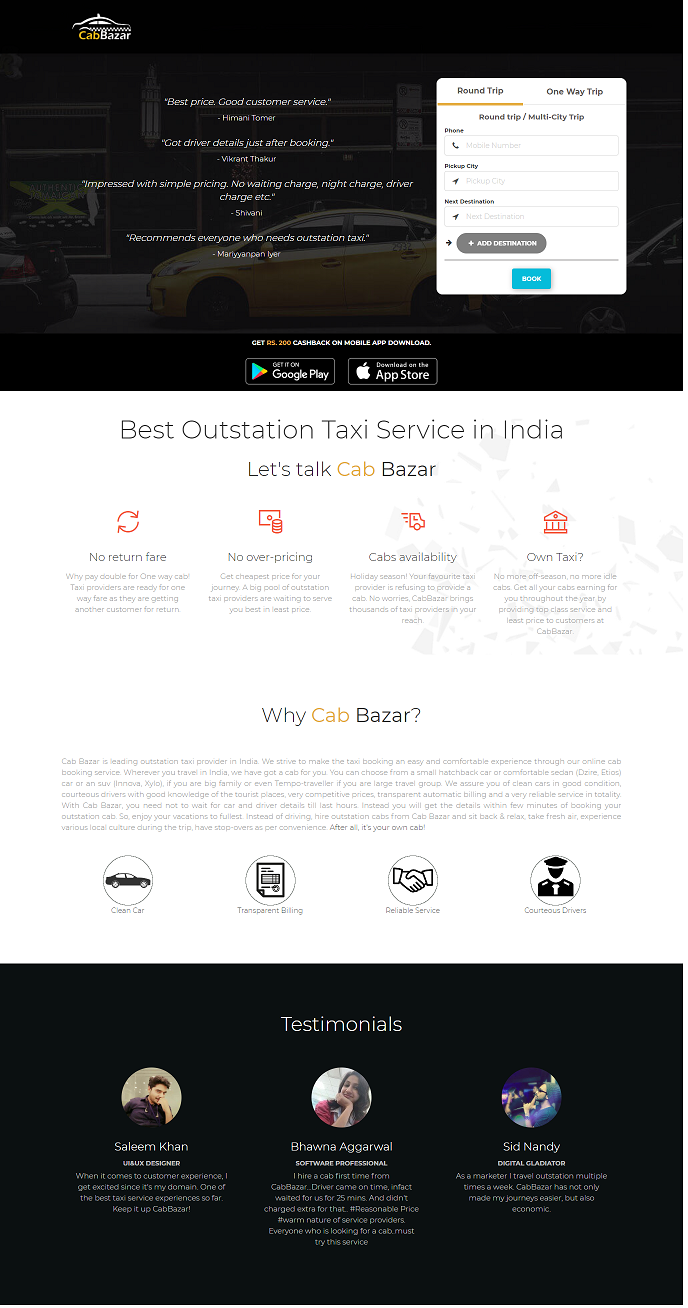 CabBazar
"Best price. Good customer service."
- Himani Tomer
"Got driver details just after booking."
- Vikrant Thakur
"Impressed with simple pricing. No waiting charge, night charge, driver
charge etc."
- Shivani
"Recommends everyone who needs outstation taxi."
- Mariyyanpan Iyer
Round Trip
One Way Trip
Round trip / Multi-City Trip
Phone
Mobile Number
Pickup City
Pickup City
Next Destination
Next Destination
+ ADD DESTINATION
BOOK
AUTHENTIC
JAMAICAN
GET RS. 200 CASHBACK ON MOBILE APP DOWNLOAD.
GET IT ON
Google Play
Download on the
App Store
Best Outstation Taxi Service in India
Let's talk Cab Bazar
No return fare
Why pay double for One way cab!
Taxi providers are ready for one
way fare as they are getting
another customer for return.
No over-pricing
Get cheapest price for your
journey. A big pool of outstation
taxi providers are waiting to serve
you best in least price.
Cabs availability
Holiday season! Your favourite taxi
provider is refusing to provide a
cab. No worries, CabBazar brings
thousands of taxi providers in your
reach.
Own Taxi?
No more off-season, no more idle
cabs. Get all your cabs earning for
you throughout the year by
providing top class service and
least price to customers at
CabBazar.
Why Cab Bazar?
Cab Bazar is leading outstation taxi provider in India. We strive to make the taxi booking an easy and comfortable experience through our online cab
booking service. Wherever you travel in India, we have got a cab for you. You can choose from a small hatchback car or comfortable sedan (Dzire, Etios)
car or an suv (Innova, Xylo), if you are big family or even Tempo-traveller if you are large travel group. We assure you of clean cars in good condition,
courteous drivers with good knowledge of the tourist places, very competitive prices, transparent automatic billing and a very reliable service in totality.
With Cab Bazar, you need not to wait for car and driver details till last hours. Instead you will get the details within few minutes of booking your
outstation cab. So, enjoy your vacations to fullest. Instead of driving, hire outstation cabs from Cab Bazar and sit back & relax, take fresh air, experience
various local culture during the trip, have stop-overs as per convenience. After all, it's your own cab!
Clean Car
Transparent Billing
Reliable Service
Courteous Drivers
Testimonials
Saleem Khan
UI&UX DESIGNER
When it comes to customer experience, I
get excited since it's my domain. One of
the best taxi service experiences so far.
Keep it up CabBazar!
Bhawna Aggarwal
SOFTWARE PROFESSIONAL
I hire a cab first time from
CabBazar...Driver came on time, infact
waited for us for 25 mins. And didn't
charged extra for that.. #Reasonable Price
#warm nature of service providers.
Everyone who is looking for a cab..must
try this service
Sid Nandy
DIGITAL GLADIATOR
As a marketer I travel outstation multiple
times a week. CabBazar has not only
made my journeys easier, but also
economic.